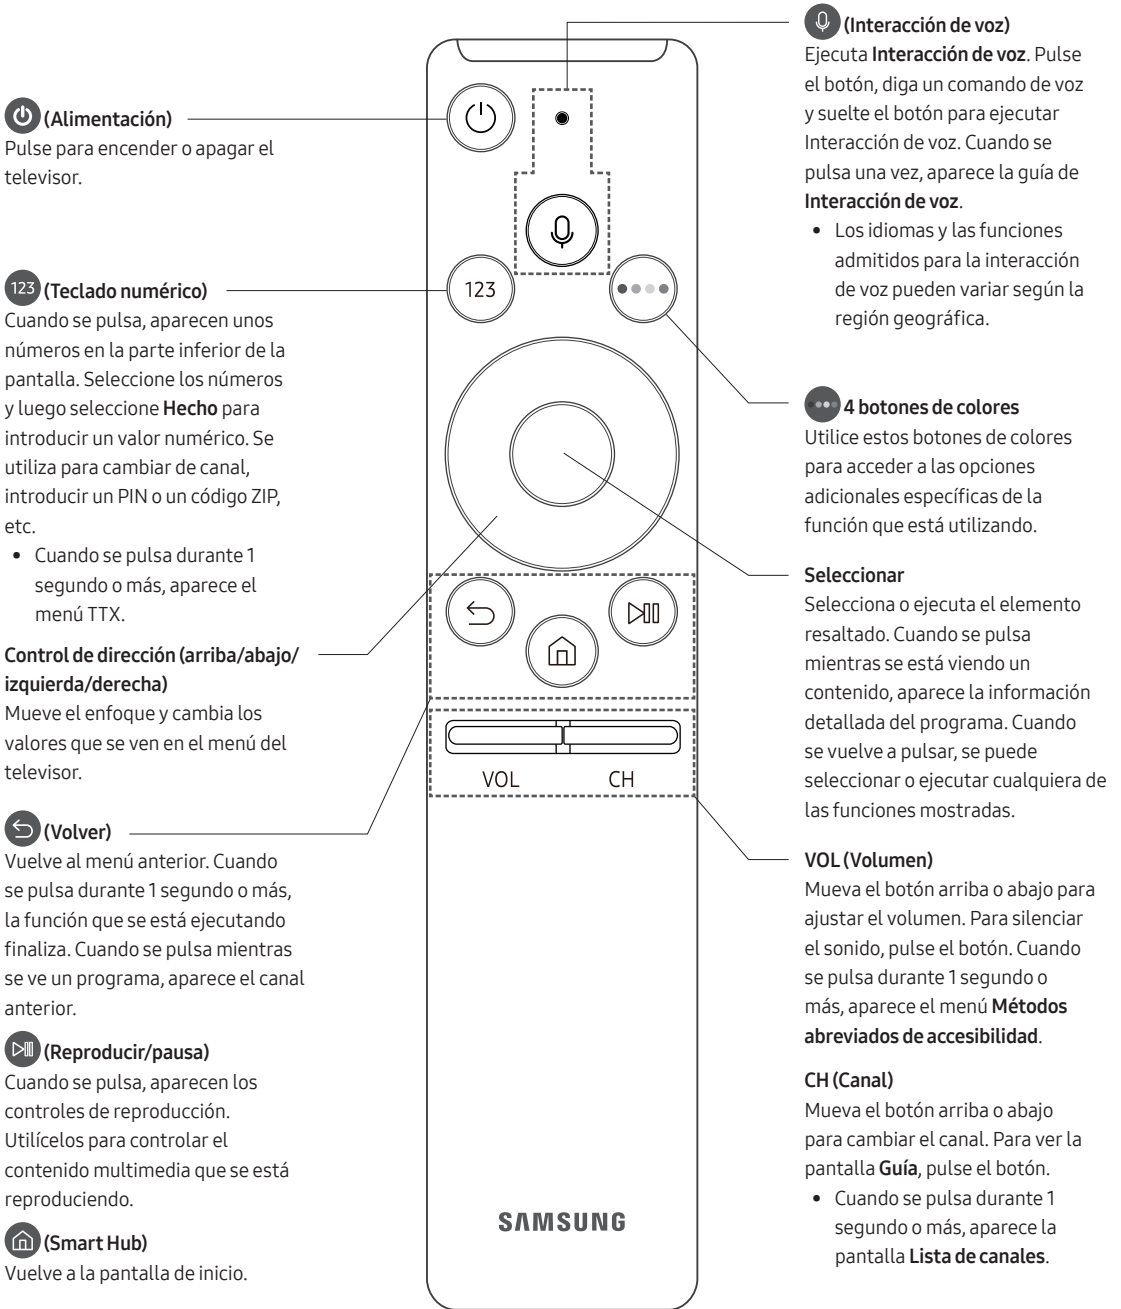 (Alimentación)
Pulse para encender o apagar el
televisor.
123 (Teclado numérico)
Cuando se pulsa, aparecen unos
números en la parte inferior de la
pantalla. Seleccione los números
y luego seleccione Hecho para
introducir un valor numérico. Se
utiliza para cambiar de canal,
introducir un PIN o un código ZIP,
etc.
• Cuando se pulsa durante 1
segundo o más, aparece el
menú TTX.
Control de dirección (arriba/abajo/
izquierda/derecha)
Mueve el enfoque y cambia los
valores que se ven en el menú del
televisor.
(Volver)
Vuelve al menú anterior. Cuando
se pulsa durante 1 segundo o más,
la función que se está ejecutando
finaliza. Cuando se pulsa mientras
se ve un programa, aparece el canal
anterior.
(Reproducir/pausa)
Cuando se pulsa, aparecen los
controles de reproducción.
Utilícelos para controlar el
contenido multimedia que se está
reproduciendo.
(Smart Hub)
Vuelve a la pantalla de inicio.
123
VOL CH
SAMSUNG
(Interacción de voz)
Ejecuta Interacción de voz. Pulse
el botón, diga un comando de voz
y suelte el botón para ejecutar
Interacción de voz. Cuando se
pulsa una vez, aparece la guía de
Interacción de voz.
• Los idiomas y las funciones
admitidos para la interacción
de voz pueden variar según la
región geográfica.
4 botones de colores
Utilice estos botones de colores
para acceder a las opciones
adicionales específicas de la
función que está utilizando.
Seleccionar
Selecciona o ejecuta el elemento
resaltado. Cuando se pulsa
mientras se está viendo un
contenido, aparece la información
detallada del programa. Cuando
se vuelve a pulsar, se puede
seleccionar o ejecutar cualquiera de
las funciones mostradas.
VOL (Volumen)
Mueva el botón arriba o abajo para
ajustar el volumen. Para silenciar
el sonido, pulse el botón. Cuando
se pulsa durante 1 segundo o
más, aparece el menú Métodos
abreviados de accesibilidad.
CH (Canal)
Mueva el botón arriba o abajo
para cambiar el canal. Para ver la
pantalla Guía, pulse el botón.
• Cuando se pulsa durante 1
segundo o más, aparece la
pantalla Lista de canales.